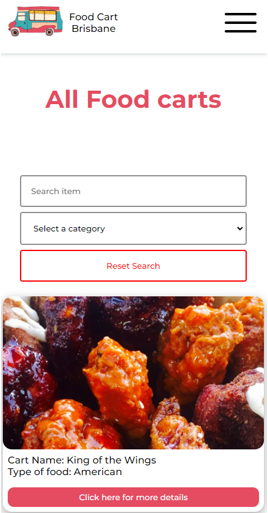 Food Cart
Brisbane
All Food carts
Search item
Select a category
Reset Search
Cart Name: King of the Wings
Type of food: American
Click here for more details